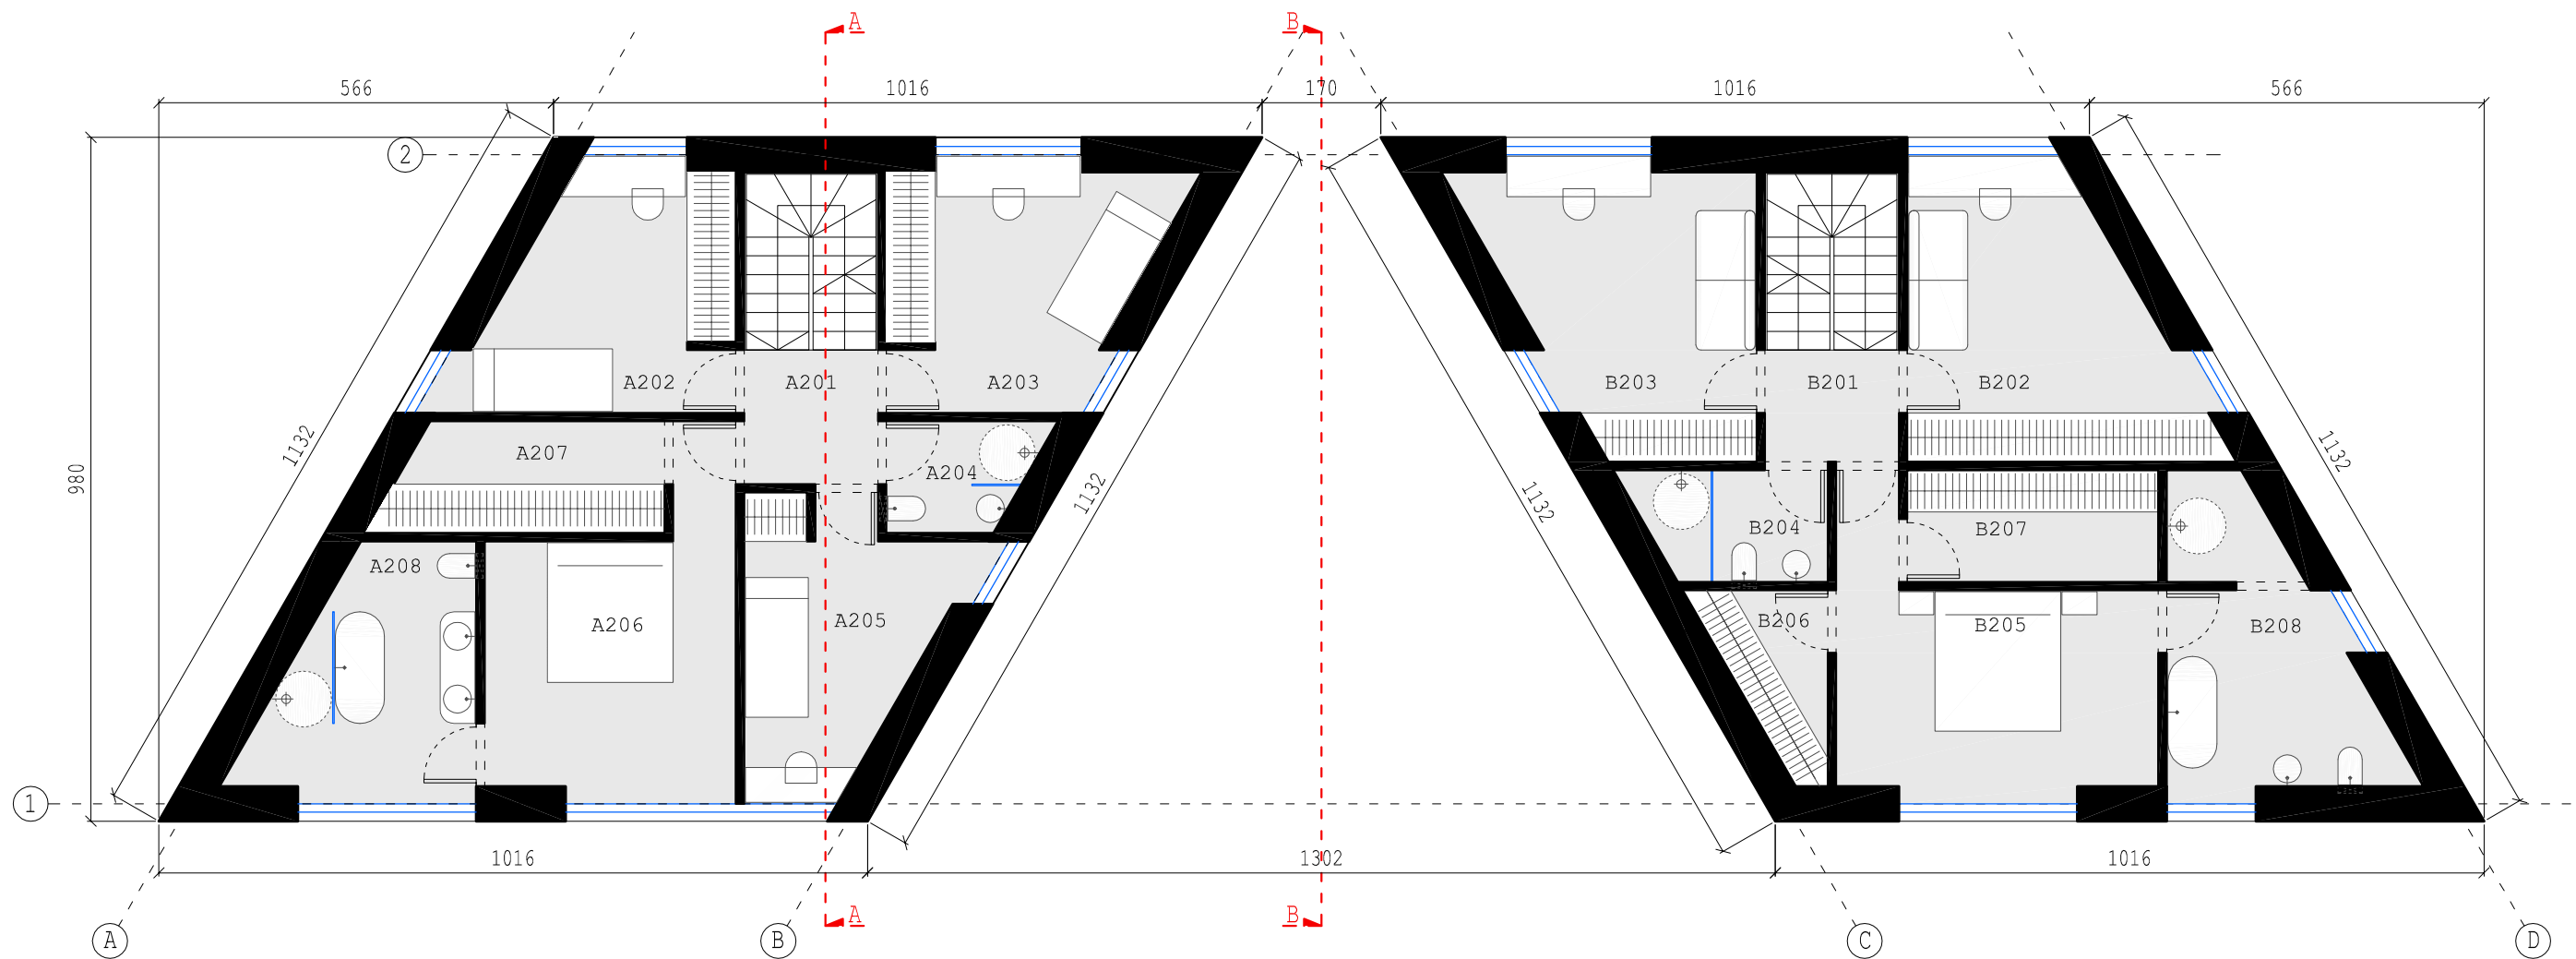 A B
566 1016 170 1016 566
2
A202 A201 A203 B203 B201 B202
1132 A207 A204 1132
980 1132 1132 B204 B207
A208 A206 A205 B206 B205 B208
1
1016 1302 1016
A B
A B C D